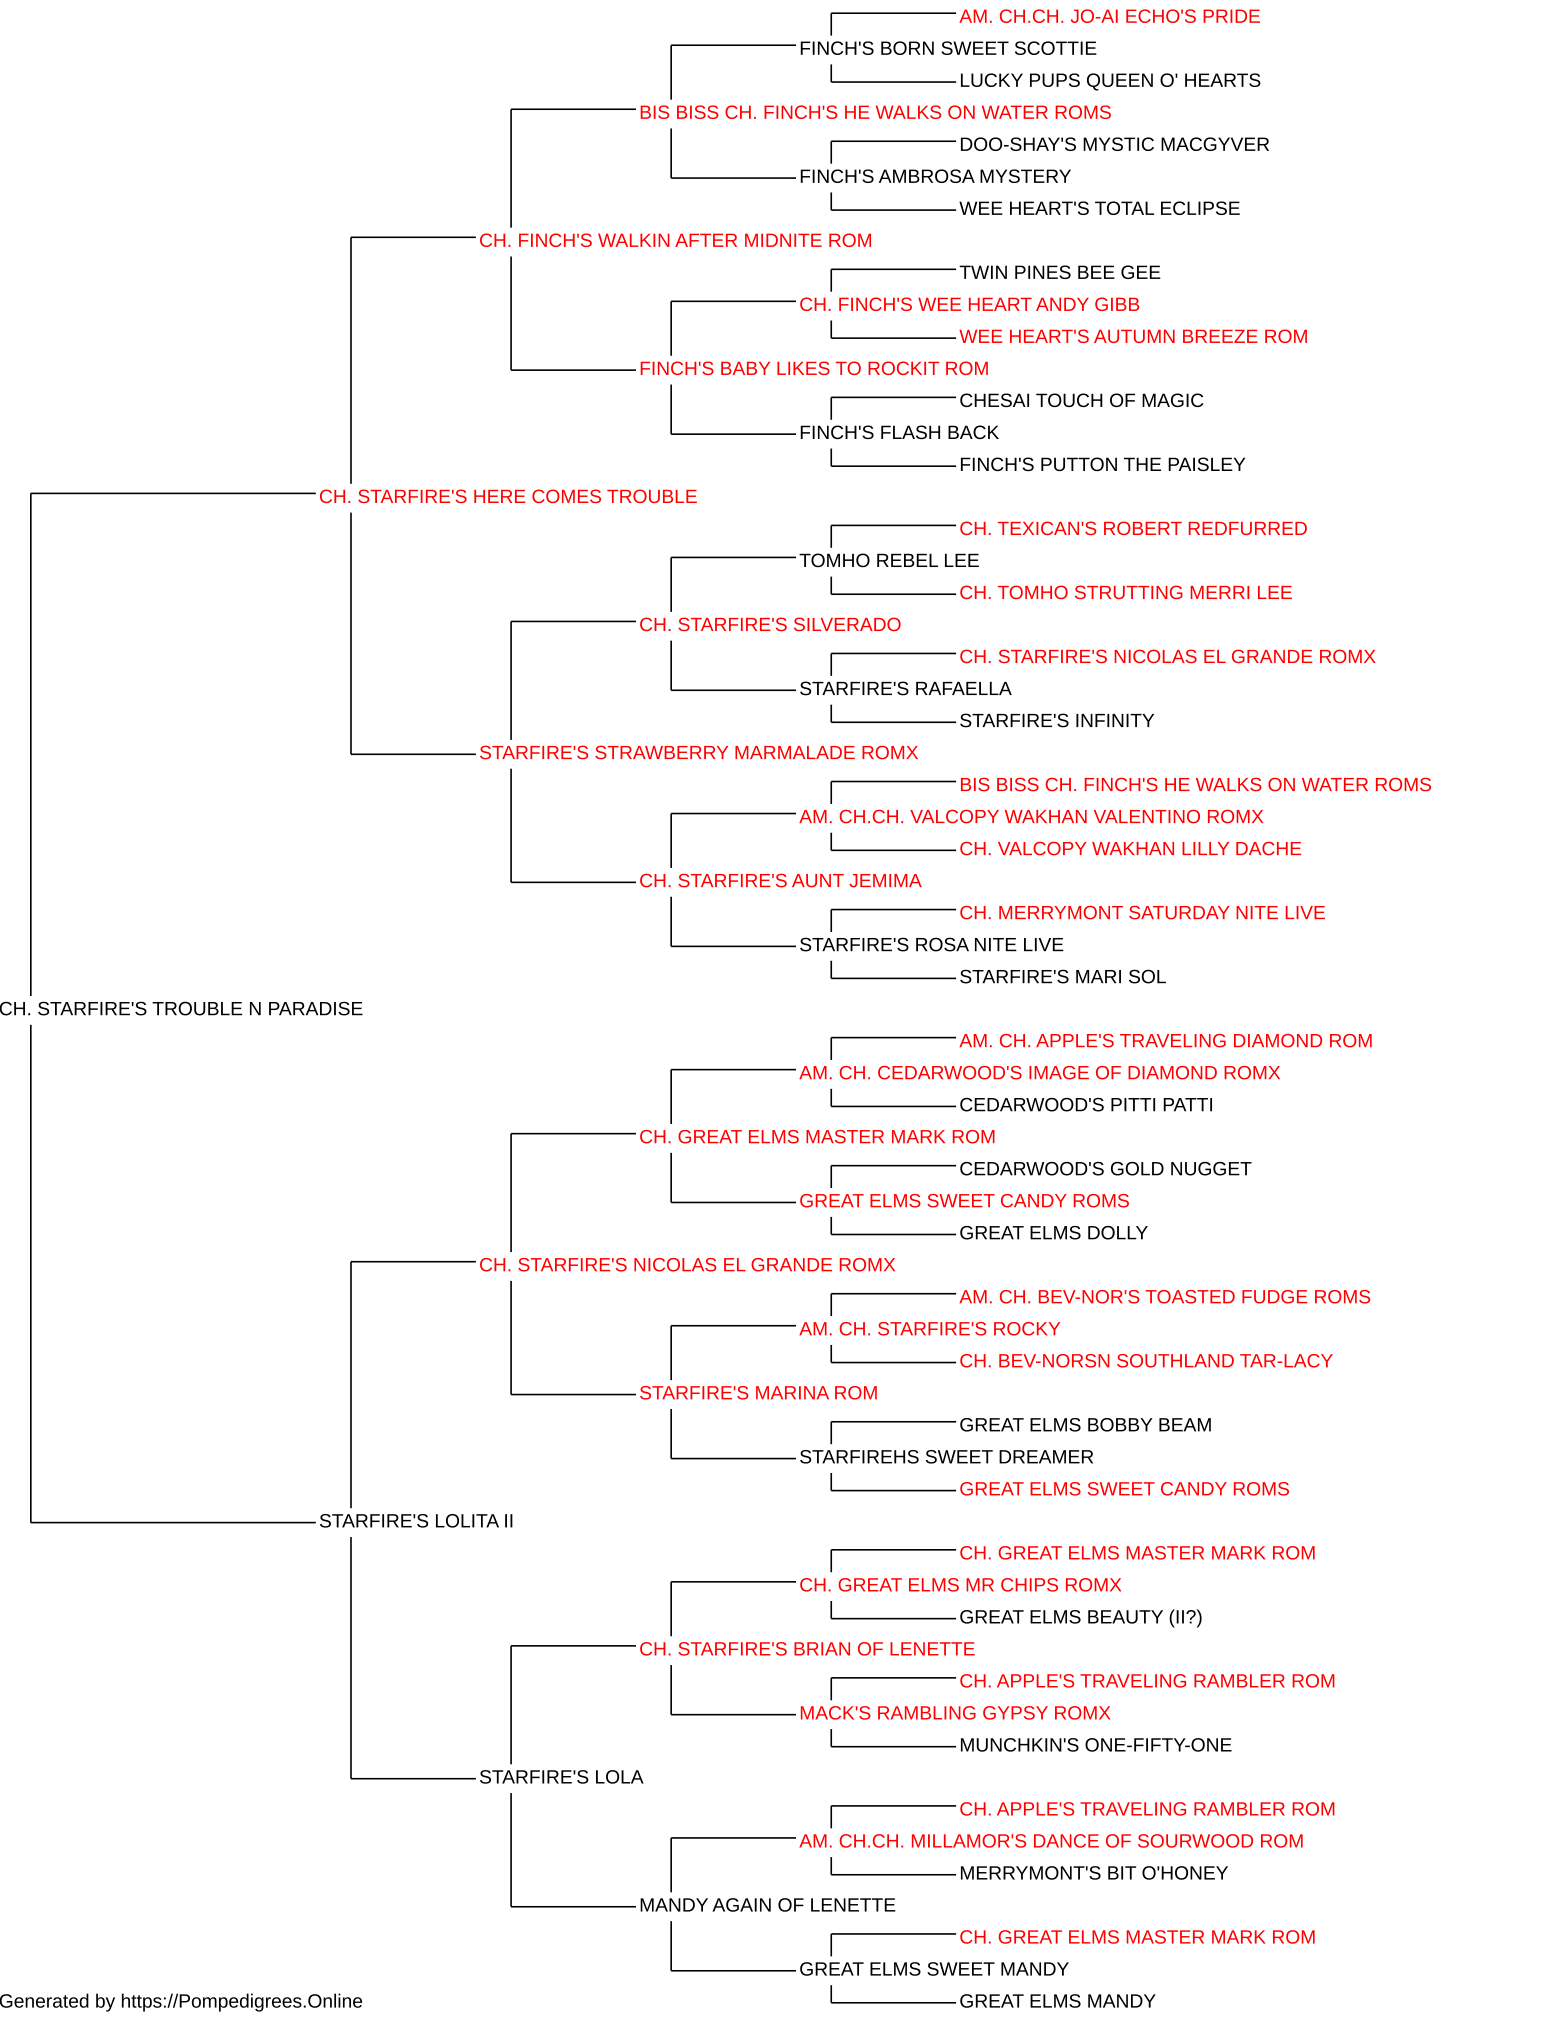 AM. CH.CH. JO-AI ECHO'S PRIDE
FINCH'S BORN SWEET SCOTTIE
LUCKY PUPS QUEEN O' HEARTS
BIS BISS CH. FINCH'S HE WALKS ON WATER ROMS
DOO-SHAY'S MYSTIC MACGYVER
FINCH'S AMBROSA MYSTERY
WEE HEART'S TOTAL ECLIPSE
CH. FINCH'S WALKIN AFTER MIDNITE ROM
TWIN PINES BEE GEE
CH. FINCH'S WEE HEART ANDY GIBB
WEE HEART'S AUTUMN BREEZE ROM
FINCH'S BABY LIKES TO ROCKIT ROM
CHESAI TOUCH OF MAGIC
FINCH'S FLASH BACK
FINCH'S PUTTON THE PAISLEY
CH. STARFIRE'S HERE COMES TROUBLE
CH. TEXICAN'S ROBERT REDFURRED
TOMHO REBEL LEE
CH. TOMHO STRUTTING MERRI LEE
CH. STARFIRE'S SILVERADO
CH. STARFIRE'S NICOLAS EL GRANDE ROMX
STARFIRE'S RAFAELLA
STARFIRE'S INFINITY
STARFIRE'S STRAWBERRY MARMALADE ROMX
BIS BISS CH. FINCH'S HE WALKS ON WATER ROMS
AM. CH.CH. VALCOPY WAKHAN VALENTINO ROMX
CH. VALCOPY WAKHAN LILLY DACHE
CH. STARFIRE'S AUNT JEMIMA
CH. MERRYMONT SATURDAY NITE LIVE
STARFIRE'S ROSA NITE LIVE
STARFIRE'S MARI SOL
CH. STARFIRE'S TROUBLE N PARADISE
AM. CH. APPLE'S TRAVELING DIAMOND ROM
AM. CH. CEDARWOOD'S IMAGE OF DIAMOND ROMX
CEDARWOOD'S PITTI PATTI
CH. GREAT ELMS MASTER MARK ROM
CEDARWOOD'S GOLD NUGGET
GREAT ELMS SWEET CANDY ROMS
GREAT ELMS DOLLY
CH. STARFIRE'S NICOLAS EL GRANDE ROMX
AM. CH. BEV-NOR'S TOASTED FUDGE ROMS
AM. CH. STARFIRE'S ROCKY
CH. BEV-NORSN SOUTHLAND TAR-LACY
STARFIRE'S MARINA ROM
GREAT ELMS BOBBY BEAM
STARFIREHS SWEET DREAMER
GREAT ELMS SWEET CANDY ROMS
STARFIRE'S LOLITA II
CH. GREAT ELMS MASTER MARK ROM
CH. GREAT ELMS MR CHIPS ROMX
GREAT ELMS BEAUTY (II?)
CH. STARFIRE'S BRIAN OF LENETTE
CH. APPLE'S TRAVELING RAMBLER ROM
MACK'S RAMBLING GYPSY ROMX
MUNCHKIN'S ONE-FIFTY-ONE
STARFIRE'S LOLA
CH. APPLE'S TRAVELING RAMBLER ROM
AM. CH.CH. MILLAMOR'S DANCE OF SOURWOOD ROM
MERRYMONT'S BIT O'HONEY
MANDY AGAIN OF LENETTE
CH. GREAT ELMS MASTER MARK ROM
GREAT ELMS SWEET MANDY
GREAT ELMS MANDY
Generated by https://Pompedigrees.Online